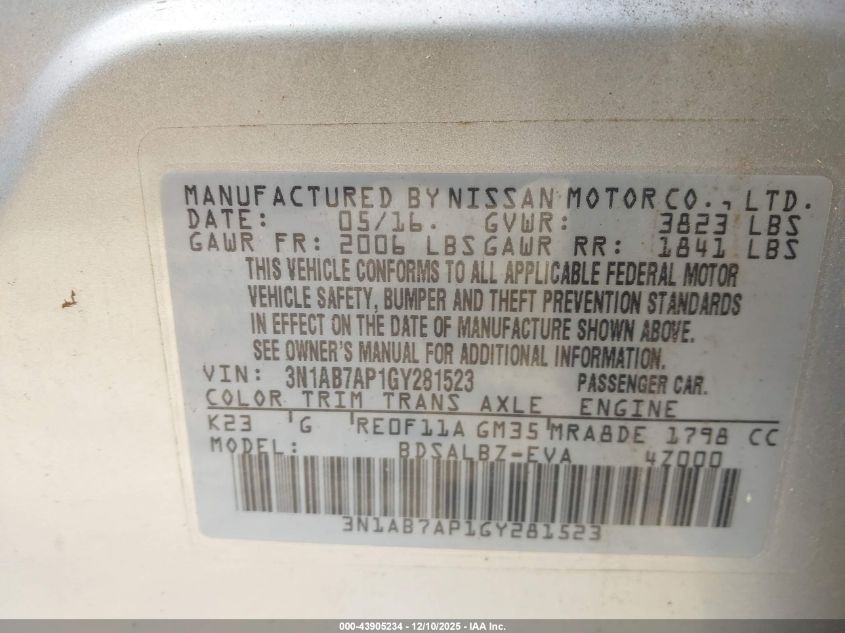 MANUFACTURED BY NISSAN MOTOR CO., LTD.
DATE: 05/16. GVWR: 3823 LBS
GAWR FR: 2006 LBS GAWR RR: 1841 LBS
THIS VEHICLE CONFORMS TO ALL APPLICABLE FEDERAL MOTOR
VEHICLE SAFETY, BUMPER AND THEFT PREVENTION STANDARDS
IN EFFECT ON THE DATE OF MANUFACTURE SHOWN ABOVE.
SEE OWNER'S MANUAL FOR ADDITIONAL INFORMATION.
VIN: 3N1AB7AP1GY281523 PASSENGER CAR.
COLOR TRIM TRANS AXLE ENGINE
K23 G RE0F11A GM35 MRA8DE 1798 CC
MODEL: BDSALBZ-EVA 4Z000
3N1AB7AP1GY281523
000-43905234 - 12/10/2025 - IAA Inc.